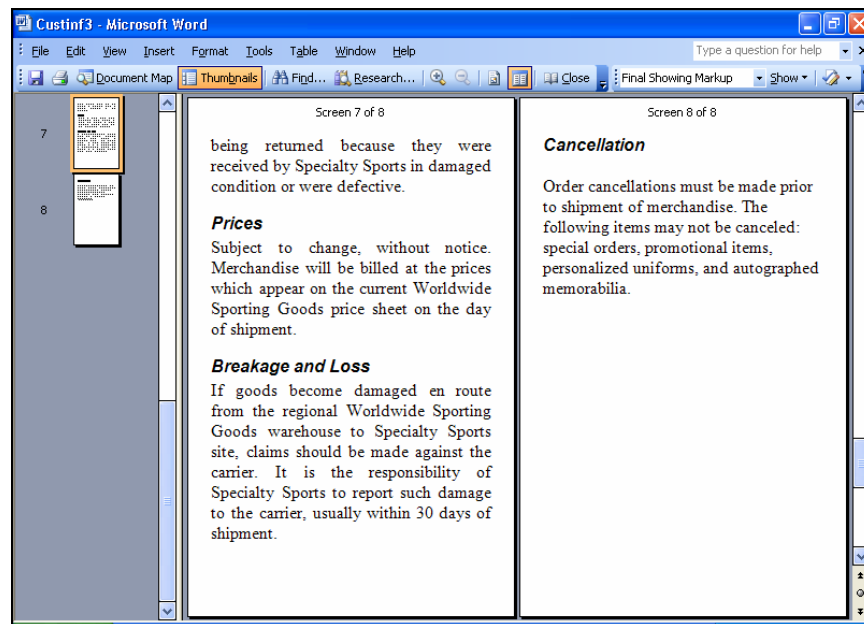 Custinf3 - Microsoft Word
File Edit View Insert Format Tools Table Window Help Type a question for help
Document Map Thumbnails Find... Research... Close Final Showing Markup Show
7
8
Screen 7 of 8
being returned because they were
received by Specialty Sports in damaged
condition or were defective.
Prices
Subject to change, without notice.
Merchandise will be billed at the prices
which appear on the current Worldwide
Sporting Goods price sheet on the day
of shipment.
Breakage and Loss
If goods become damaged en route
from the regional Worldwide Sporting
Goods warehouse to Specialty Sports
site, claims should be made against the
carrier. It is the responsibility of
Specialty Sports to report such damage
to the carrier, usually within 30 days of
shipment.
Screen 8 of 8
Cancellation
Order cancellations must be made prior
to shipment of merchandise. The
following items may not be canceled:
special orders, promotional items,
personalized uniforms, and autographed
memorabilia.